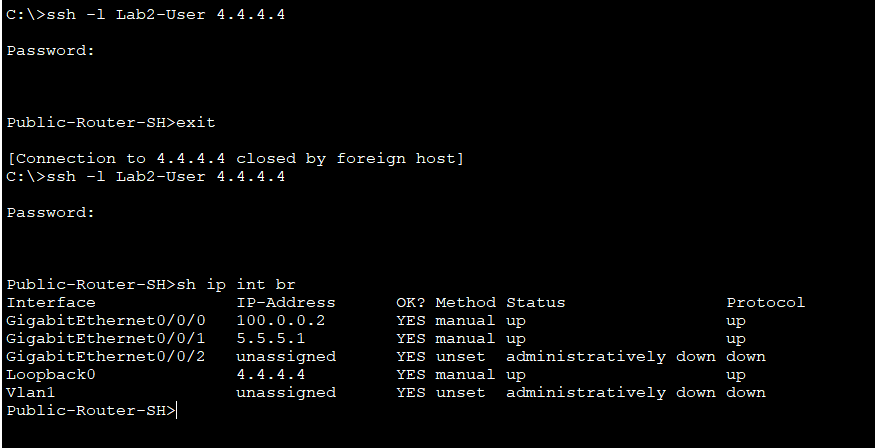 C:\>ssh -l Lab2-User 4.4.4.4
Password:
Public-Router-SH>exit
[Connection to 4.4.4.4 closed by foreign host]
C:\>ssh -l Lab2-User 4.4.4.4
Password:
Public-Router-SH>sh ip int br
Interface              IP-Address      OK? Method Status                Protocol
GigabitEthernet0/0/0   100.0.0.2       YES manual up                    up
GigabitEthernet0/0/1   5.5.5.1         YES manual up                    up
GigabitEthernet0/0/2   unassigned      YES unset  administratively down down
Loopback0              4.4.4.4         YES manual up                    up
Vlan1                  unassigned      YES unset  administratively down down
Public-Router-SH>